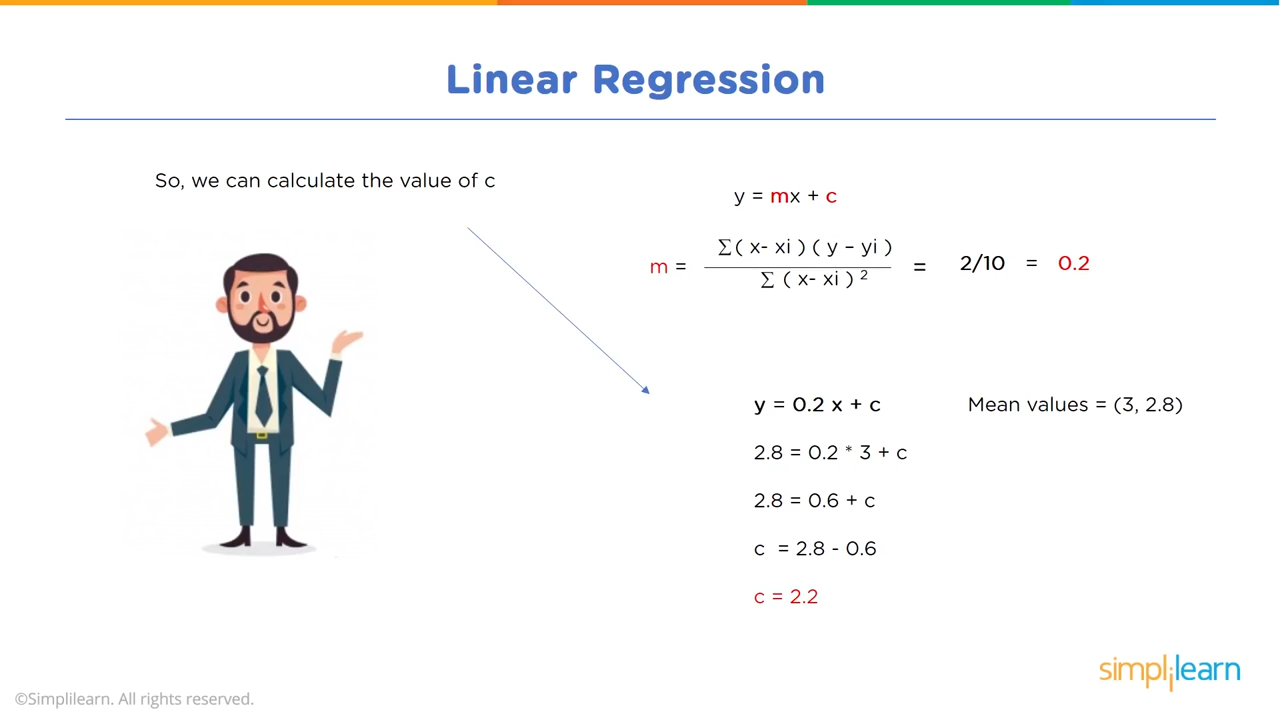 Linear Regression
So, we can calculate the value of c
y = mx + c
m = ∑( x- xi ) ( y – yi ) / ∑ ( x- xi ) ² = 2/10 = 0.2
y = 0.2 x + c
Mean values = (3, 2.8)
2.8 = 0.2 * 3 + c
2.8 = 0.6 + c
c = 2.8 - 0.6
c = 2.2
simplilearn
©Simplilearn. All rights reserved.